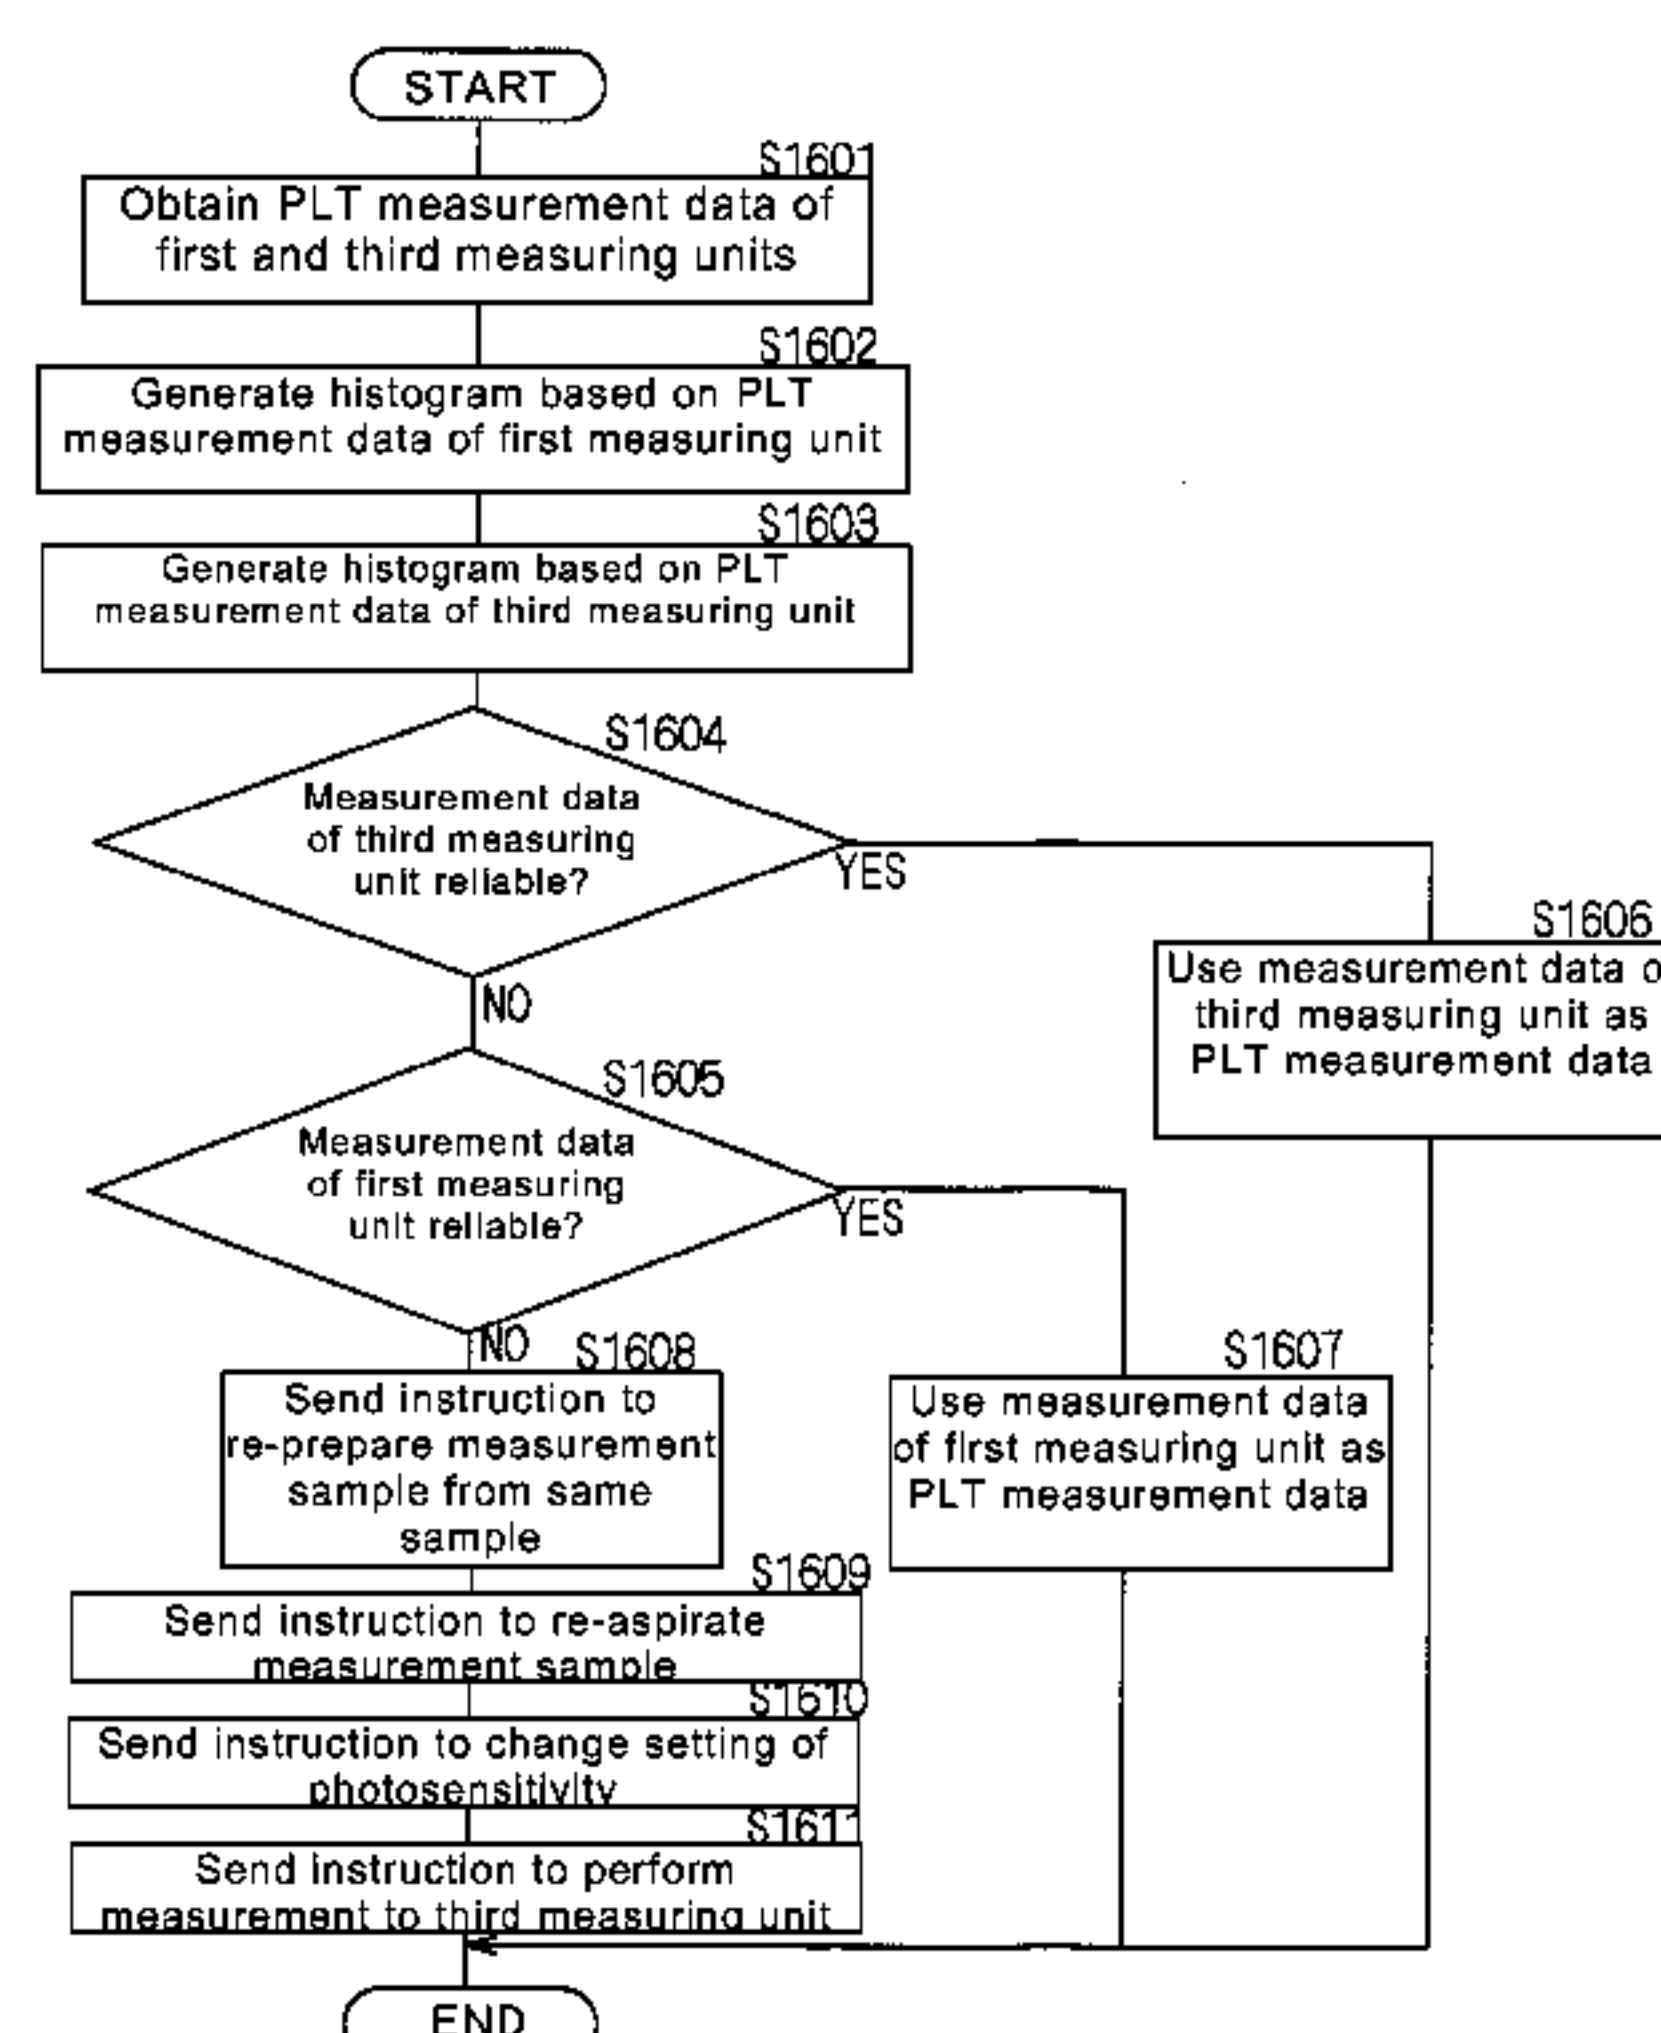 START
S1601
Obtain PLT measurement data of
first and third measuring units
S1602
Generate histogram based on PLT
measurement data of first measuring unit
S1603
Generate histogram based on PLT
measurement data of third measuring unit
S1604
Measurement data
of third measuring
unit reliable?
YES
NO
S1606
Use measurement data o
third measuring unit as
PLT measurement data
S1605
Measurement data
of first measuring
unit reliable?
YES
NO
S1608
Send instruction to
re-prepare measurement
sample from same
sample
S1607
Use measurement data
of first measuring unit as
PLT measurement data
S1609
Send instruction to re-aspirate
measurement sample
S1610
Send instruction to change setting of
photosensitivity
S1611
Send instruction to perform
measurement to third measuring unit
END